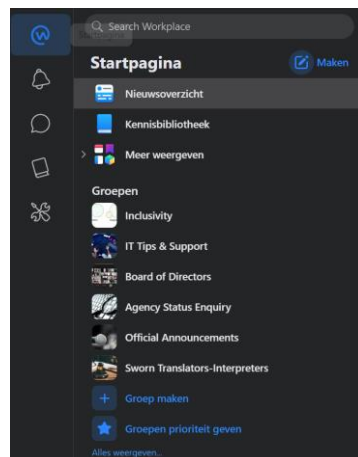 Search Workplace
Startpagina
Maken
Nieuwsoverzicht
Kennisbibliotheek
Meer weergeven
Groepen
Inclusivity
IT Tips & Support
Board of Directors
Agency Status Enquiry
Official Announcements
Sworn Translators-Interpreters
Groep maken
Groepen prioriteit geven
Alles weergeven...